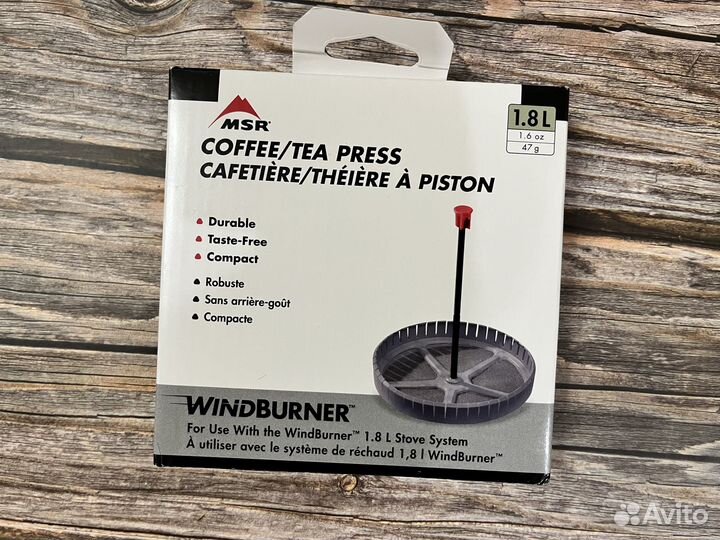 MSR®
1.8 L
1.6 oz
47 g
COFFEE/TEA PRESS
CAFETIÈRE/THÉIÈRE À PISTON
Durable
Taste-Free
Compact
Robuste
Sans arrière-goût
Compacte
WINDBURNER™
For Use With the WindBurner™ 1.8 L Stove System
À utiliser avec le système de réchaud 1,8 l WindBurner™
Avito